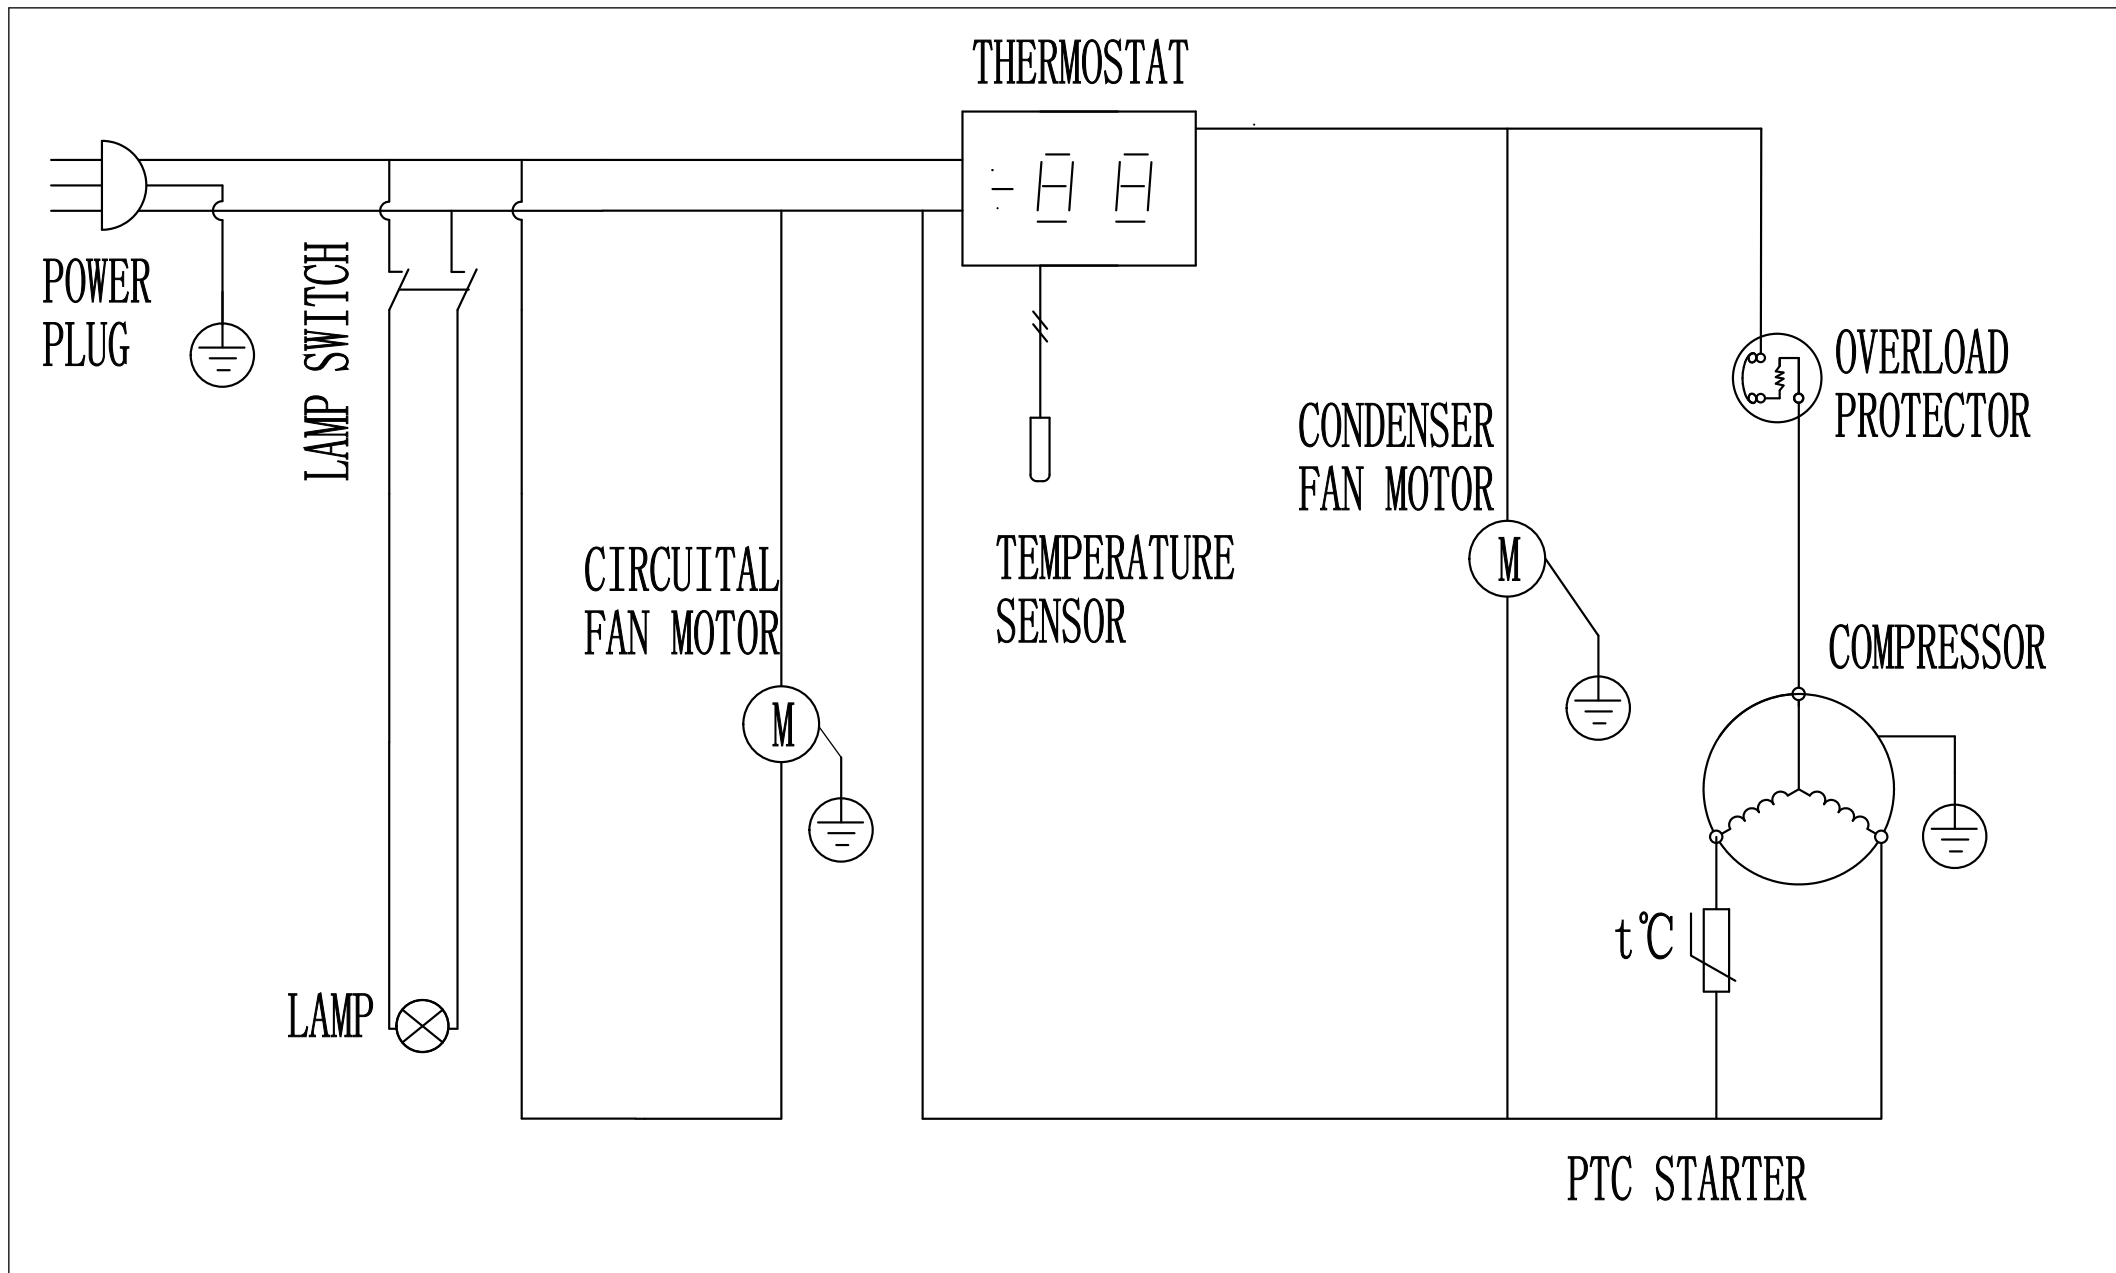 THERMOSTAT
POWER
PLUG
LAMP SWITCH
OVERLOAD
PROTECTOR
CONDENSER
FAN MOTOR
M
TEMPERATURE
SENSOR
CIRCUITAL
FAN MOTOR
M
COMPRESSOR
t℃
LAMP
PTC STARTER